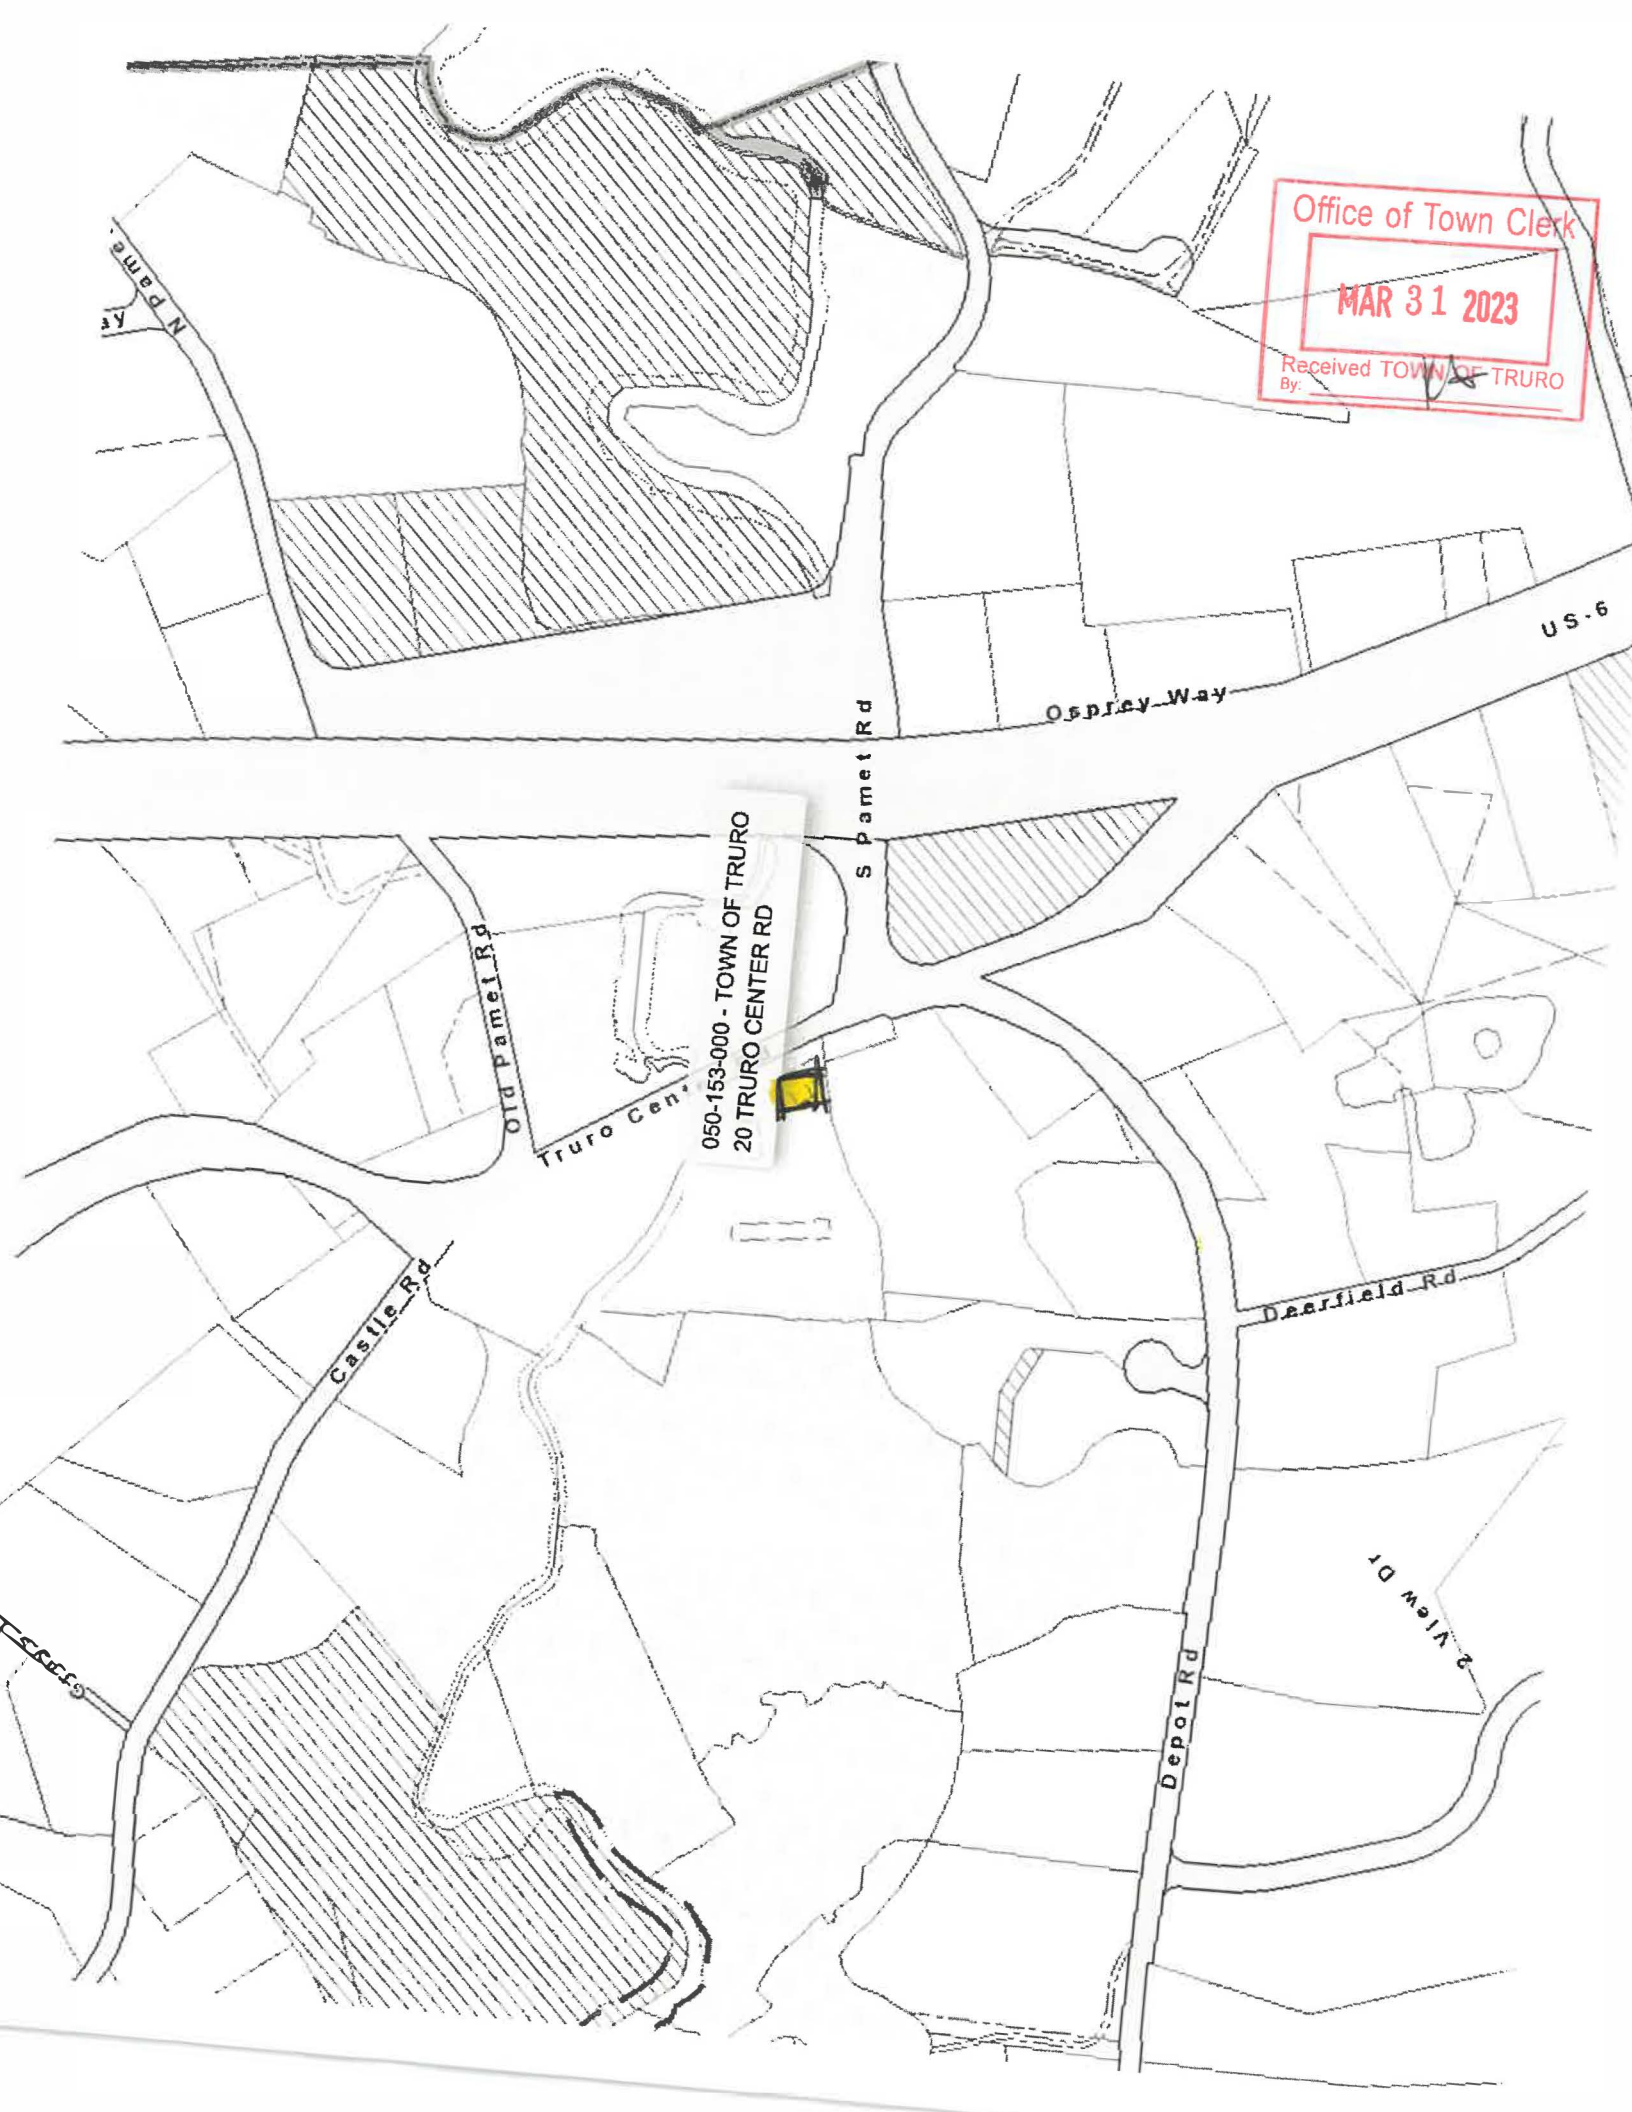 Office of Town Clerk
MAR 31 2023
Received TOWN OF TRURO
By:
N Pame
ay
US-6
Osprey Way
S Pamet Rd
050-153-000 - TOWN OF TRURO
20 TRURO CENTER RD
Old Pamet Rd
Truro Cent
Castle Rd
Deerfield Rd
2 View Dr
Depot Rd